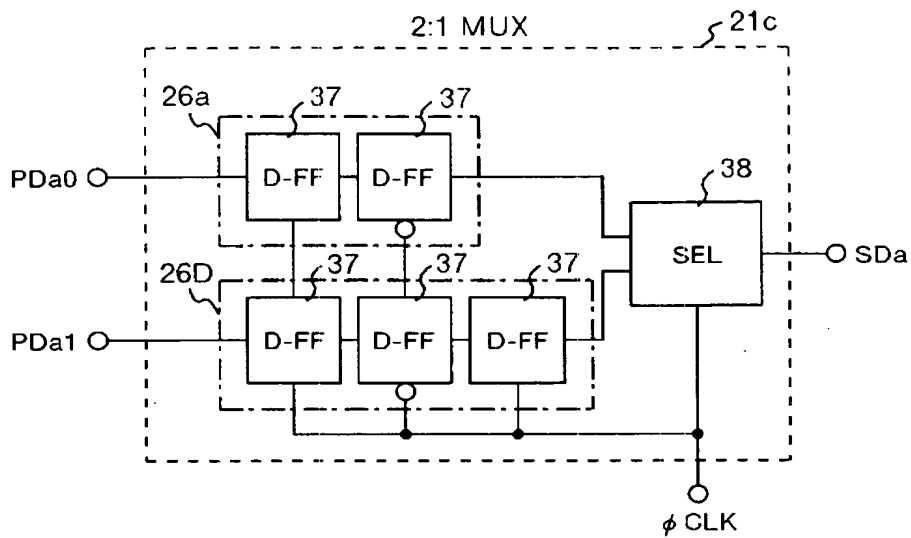 2:1 MUX
21c
26a
37
37
PDa0
D-FF
D-FF
38
SEL
SDa
26D
37
37
37
PDa1
D-FF
D-FF
D-FF
φ CLK